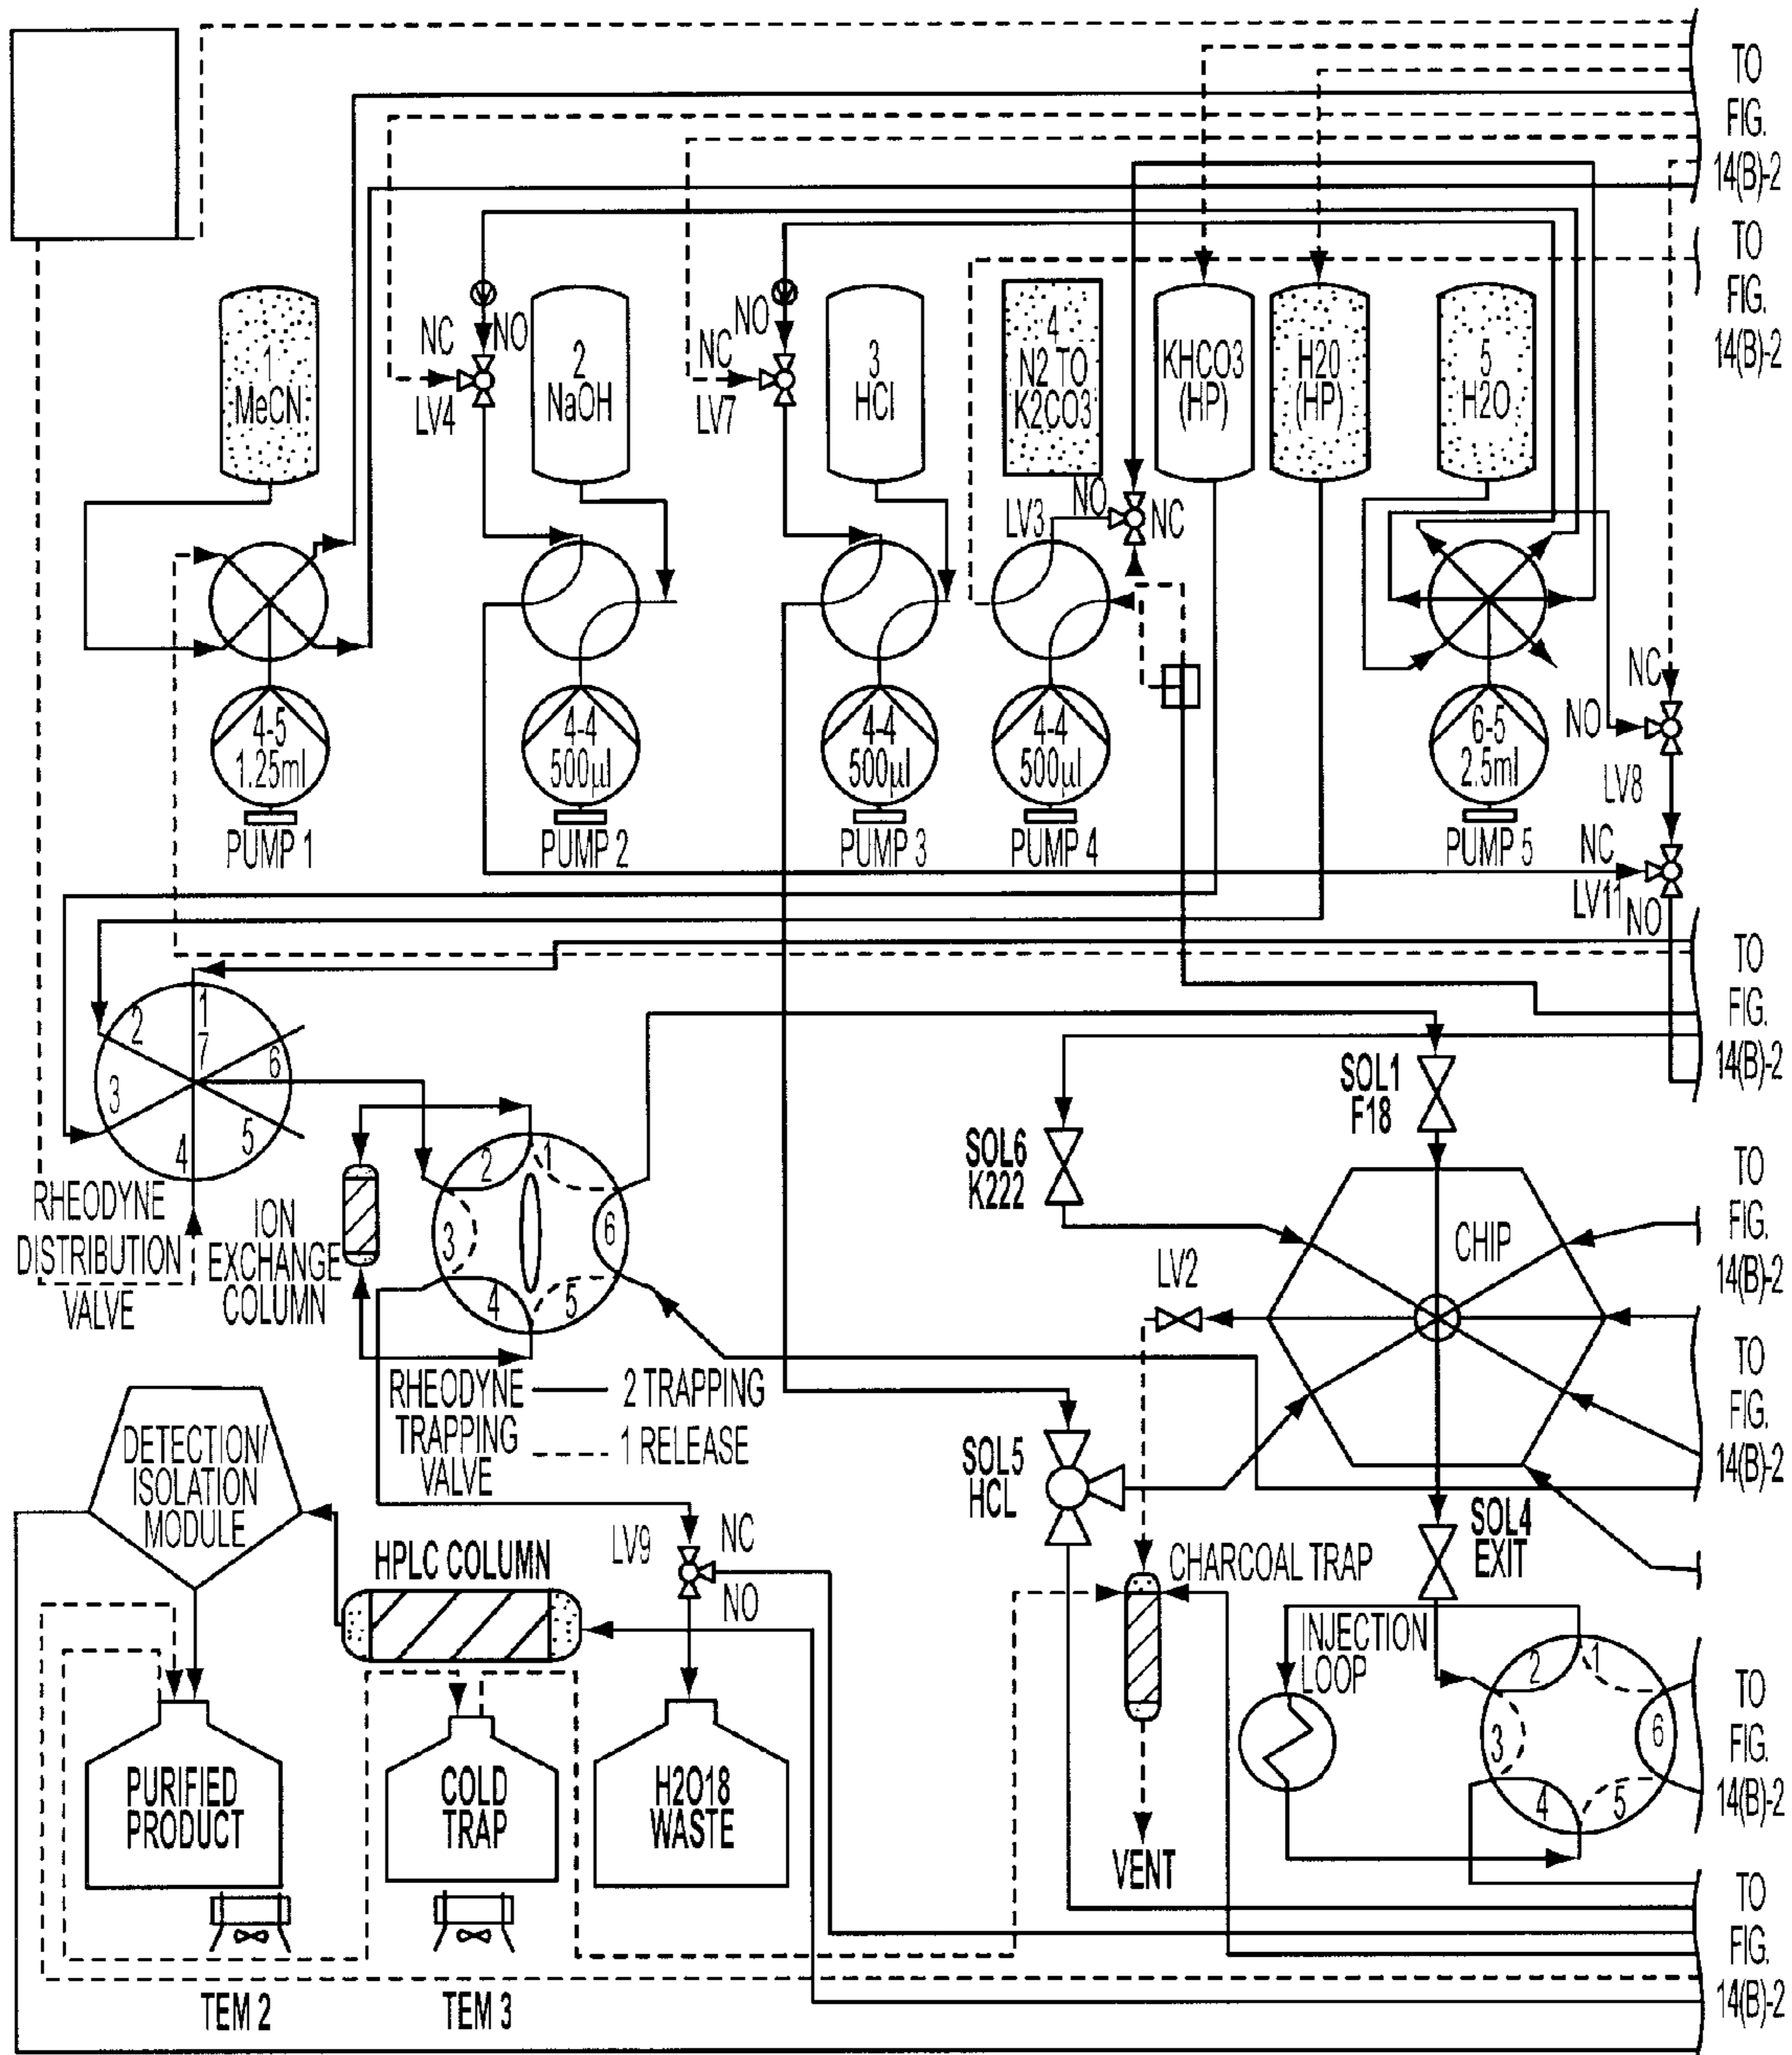 TO
FIG.
14(B)-2
TO
FIG.
14(B)-2
1
MeCN
NC
NO
LV4
2
NaOH
NC
NO
LV7
3
HCl
4
N2 TO
K2CO3
KHCO3
(HP)
H20
(HP)
5
H2O
LV3
NO
NC
4-5
1.25ml
PUMP 1
4-4
500µl
PUMP 2
4-4
500µl
PUMP 3
4-4
500µl
PUMP 4
6-5
2.5ml
PUMP 5
NC
NO
LV8
NC
LV11
NO
TO
FIG.
14(B)-2
1
2
3
4
5
6
7
RHEODYNE
DISTRIBUTION
VALVE
ION
EXCHANGE
COLUMN
1
2
3
4
5
6
RHEODYNE
TRAPPING
VALVE
2 TRAPPING
1 RELEASE
SOL1
F18
SOL6
K222
LV2
CHIP
TO
FIG.
14(B)-2
TO
FIG.
14(B)-2
SOL5
HCL
SOL4
EXIT
DETECTION/
ISOLATION
MODULE
HPLC COLUMN
LV9
NC
NO
CHARCOAL TRAP
INJECTION
LOOP
1
2
3
4
5
6
TO
FIG.
14(B)-2
PURIFIED
PRODUCT
COLD
TRAP
H2O18
WASTE
VENT
TO
FIG.
14(B)-2
TEM 2
TEM 3